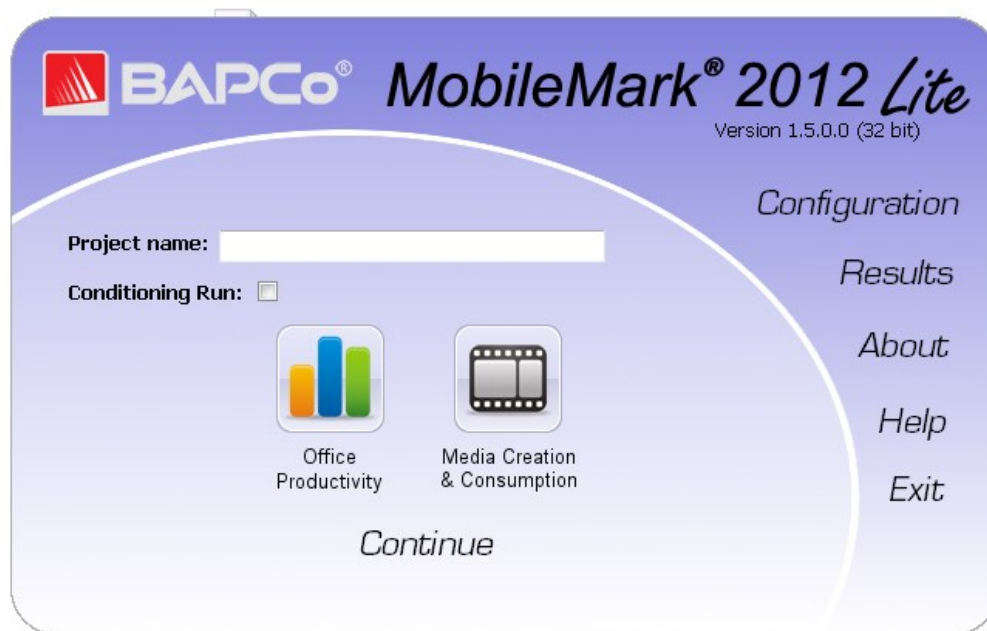 BAPCo® MobileMark® 2012 Lite
Version 1.5.0.0 (32 bit)
Configuration
Project name:
Results
Conditioning Run:
About
Help
Office
Productivity
Media Creation
& Consumption
Exit
Continue